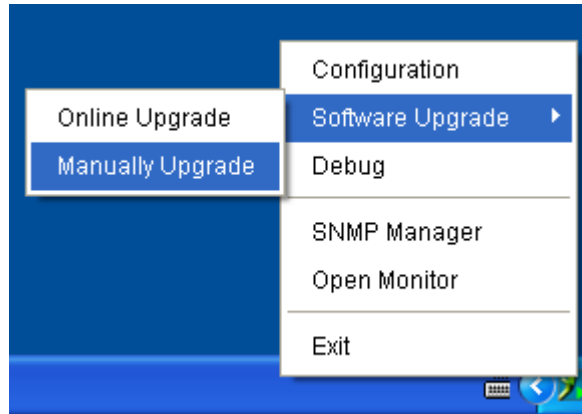 Configuration
Software Upgrade
Online Upgrade
Manually Upgrade
Debug
SNMP Manager
Open Monitor
Exit